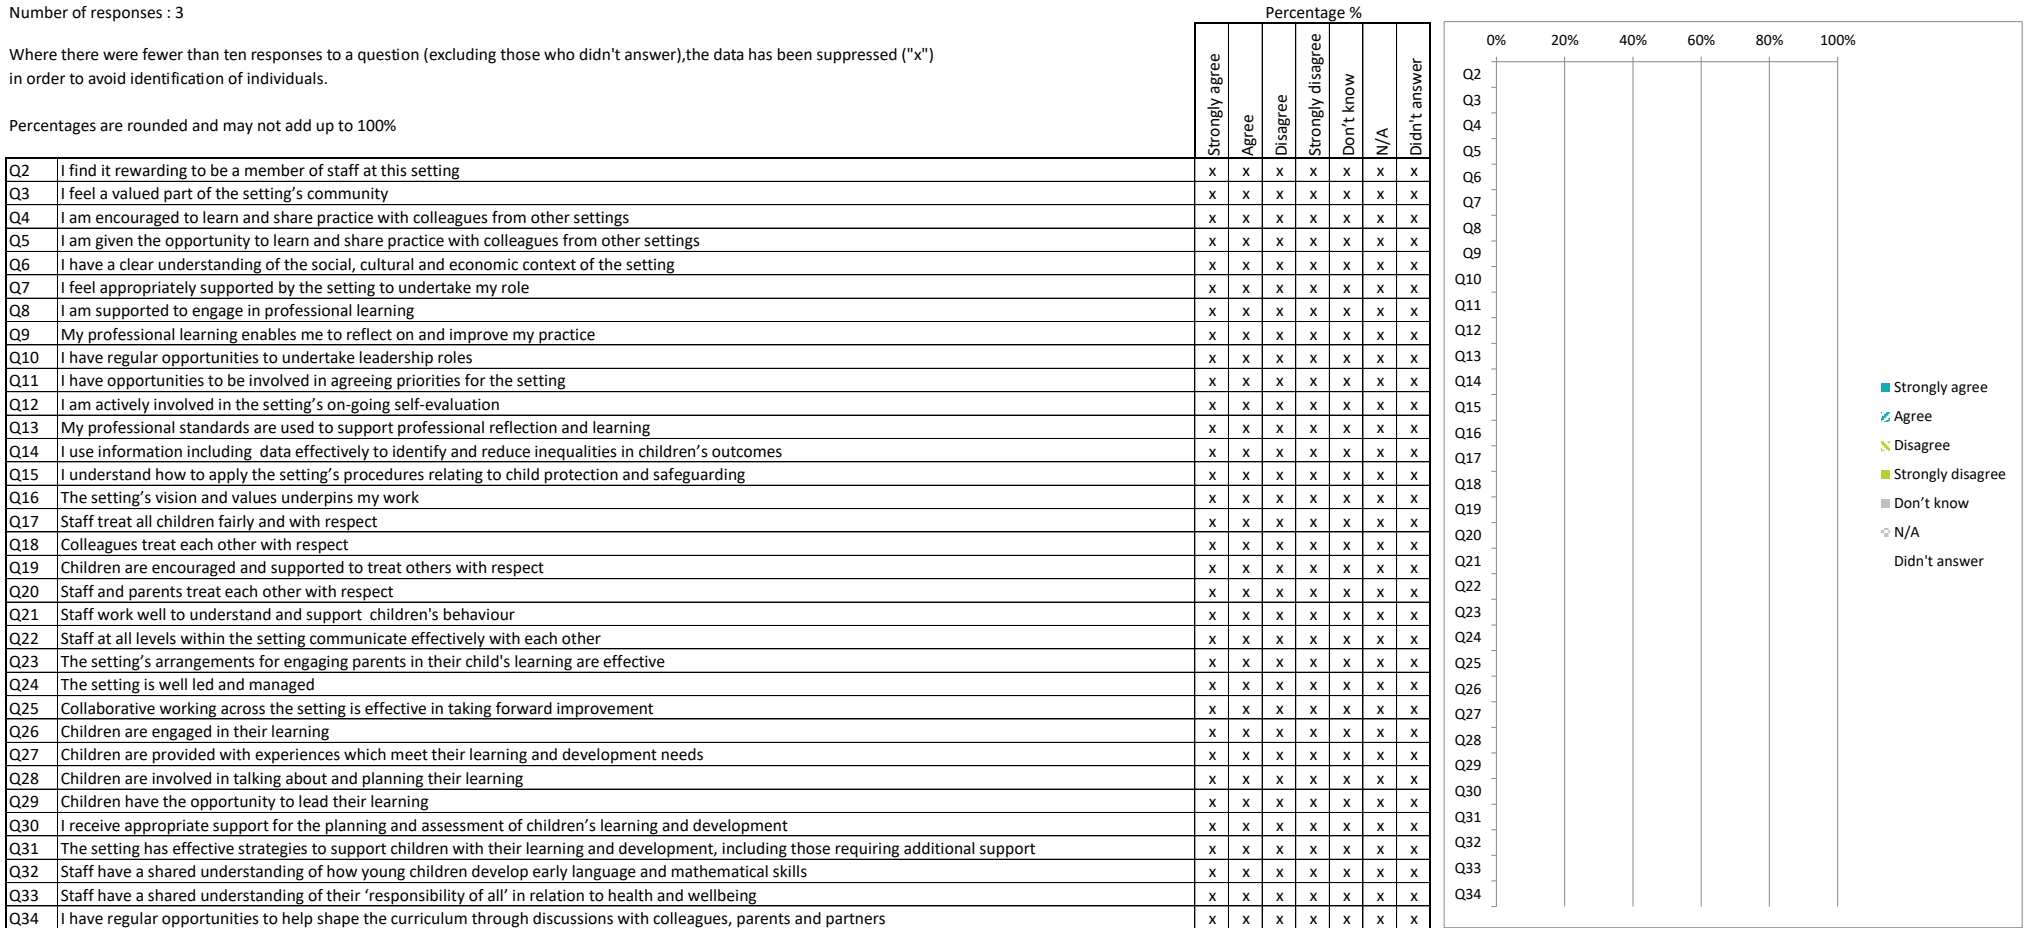 Number of responses : 3
Percentage %
Where there were fewer than ten responses to a question (excluding those who didn't answer),the data has been suppressed ("x")
in order to avoid identification of individuals.
Percentages are rounded and may not add up to 100%
Strongly agree
Agree
Disagree
Strongly disagree
Don't know
N/A
Didn't answer
Q2 I find it rewarding to be a member of staff at this setting x x x x x x x
Q3 I feel a valued part of the setting’s community x x x x x x x
Q4 I am encouraged to learn and share practice with colleagues from other settings x x x x x x x
Q5 I am given the opportunity to learn and share practice with colleagues from other settings x x x x x x x
Q6 I have a clear understanding of the social, cultural and economic context of the setting x x x x x x x
Q7 I feel appropriately supported by the setting to undertake my role x x x x x x x
Q8 I am supported to engage in professional learning x x x x x x x
Q9 My professional learning enables me to reflect on and improve my practice x x x x x x x
Q10 I have regular opportunities to undertake leadership roles x x x x x x x
Q11 I have opportunities to be involved in agreeing priorities for the setting x x x x x x x
Q12 I am actively involved in the setting’s on-going self-evaluation x x x x x x x
Q13 My professional standards are used to support professional reflection and learning x x x x x x x
Q14 I use information including data effectively to identify and reduce inequalities in children’s outcomes x x x x x x x
Q15 I understand how to apply the setting’s procedures relating to child protection and safeguarding x x x x x x x
Q16 The setting’s vision and values underpins my work x x x x x x x
Q17 Staff treat all children fairly and with respect x x x x x x x
Q18 Colleagues treat each other with respect x x x x x x x
Q19 Children are encouraged and supported to treat others with respect x x x x x x x
Q20 Staff and parents treat each other with respect x x x x x x x
Q21 Staff work well to understand and support children's behaviour x x x x x x x
Q22 Staff at all levels within the setting communicate effectively with each other x x x x x x x
Q23 The setting’s arrangements for engaging parents in their child's learning are effective x x x x x x x
Q24 The setting is well led and managed x x x x x x x
Q25 Collaborative working across the setting is effective in taking forward improvement x x x x x x x
Q26 Children are engaged in their learning x x x x x x x
Q27 Children are provided with experiences which meet their learning and development needs x x x x x x x
Q28 Children are involved in talking about and planning their learning x x x x x x x
Q29 Children have the opportunity to lead their learning x x x x x x x
Q30 I receive appropriate support for the planning and assessment of children’s learning and development x x x x x x x
Q31 The setting has effective strategies to support children with their learning and development, including those requiring additional support x x x x x x x
Q32 Staff have a shared understanding of how young children develop early language and mathematical skills x x x x x x x
Q33 Staff have a shared understanding of their ‘responsibility of all’ in relation to health and wellbeing x x x x x x x
Q34 I have regular opportunities to help shape the curriculum through discussions with colleagues, parents and partners x x x x x x x
0% 20% 40% 60% 80% 100%
Q2
Q3
Q4
Q5
Q6
Q7
Q8
Q9
Q10
Q11
Q12
Q13
Q14
Q15
Q16
Q17
Q18
Q19
Q20
Q21
Q22
Q23
Q24
Q25
Q26
Q27
Q28
Q29
Q30
Q31
Q32
Q33
Q34
Strongly agree
Agree
Disagree
Strongly disagree
Don’t know
N/A
Didn't answer